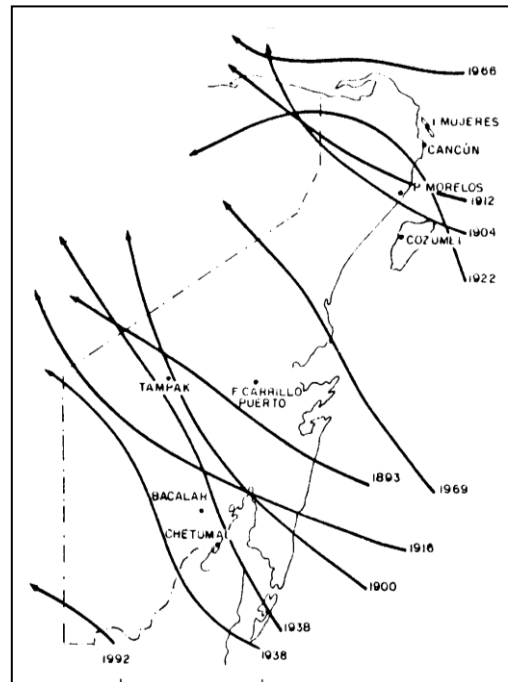 1966
I MUJERES
CANCÚN
P. MORELOS
1912
1904
COZUMEL
1922
TAMPAK
F. CARRILLO
PUERTO
1893
1969
BACALAH
CHETUMAL
1916
1900
1938
1938
1992